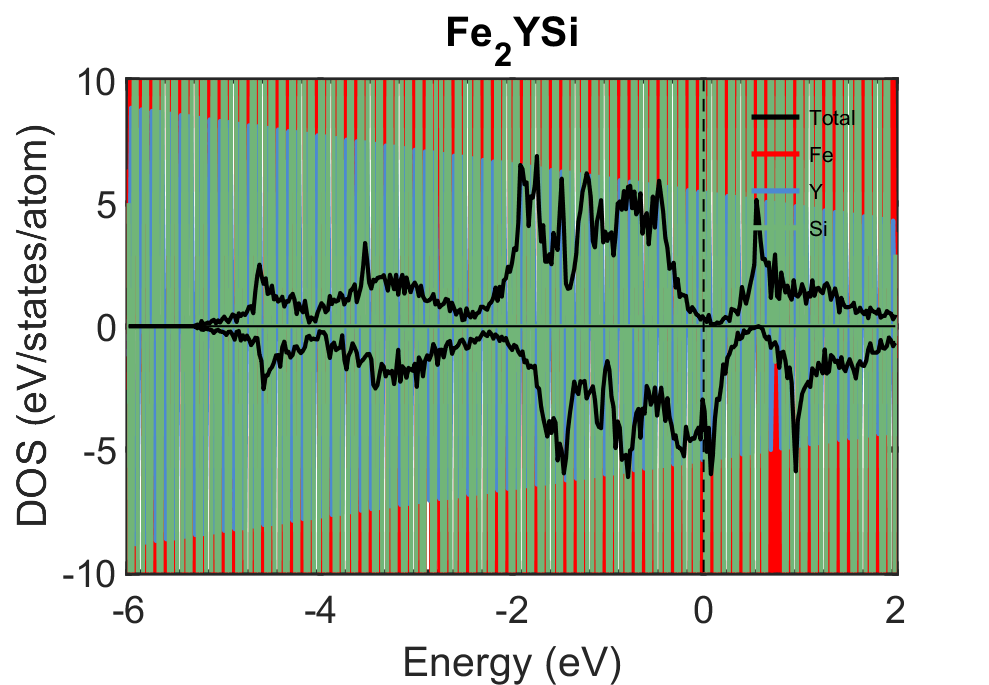 Fe₂YSi
DOS (eV/states/atom)
10
5
0
-5
-10
Total
Fe
Y
Si
-6 -4 -2 0 2
Energy (eV)